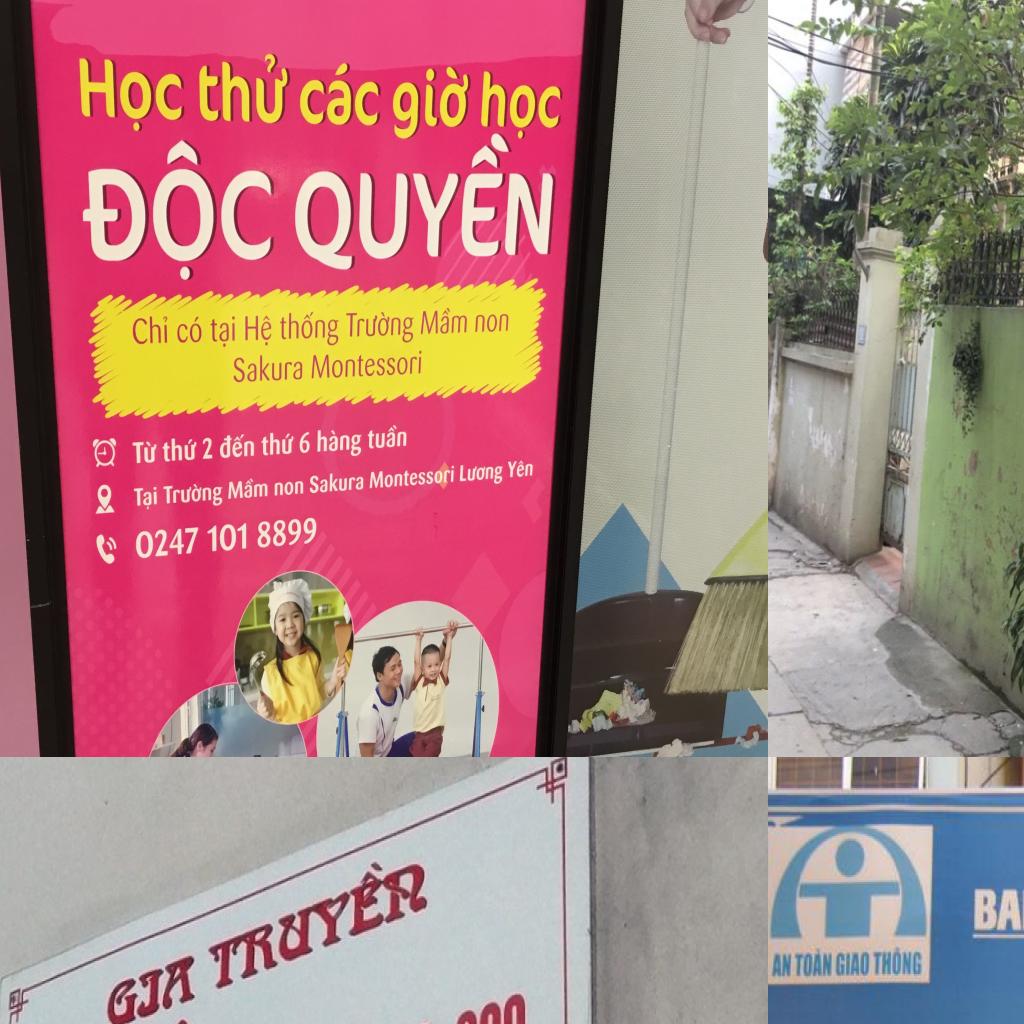 Học thử các giờ học
ĐỘC QUYỀN
Chỉ có tại Hệ thống Trường Mầm non
Sakura Montessori
Từ thứ 2 đến thứ 6 hàng tuần
Tại Trường Mầm non Sakura Montessori Lương Yên
0247 101 8899
GIA TRUYỀN
AN TOÀN GIAO THÔNG